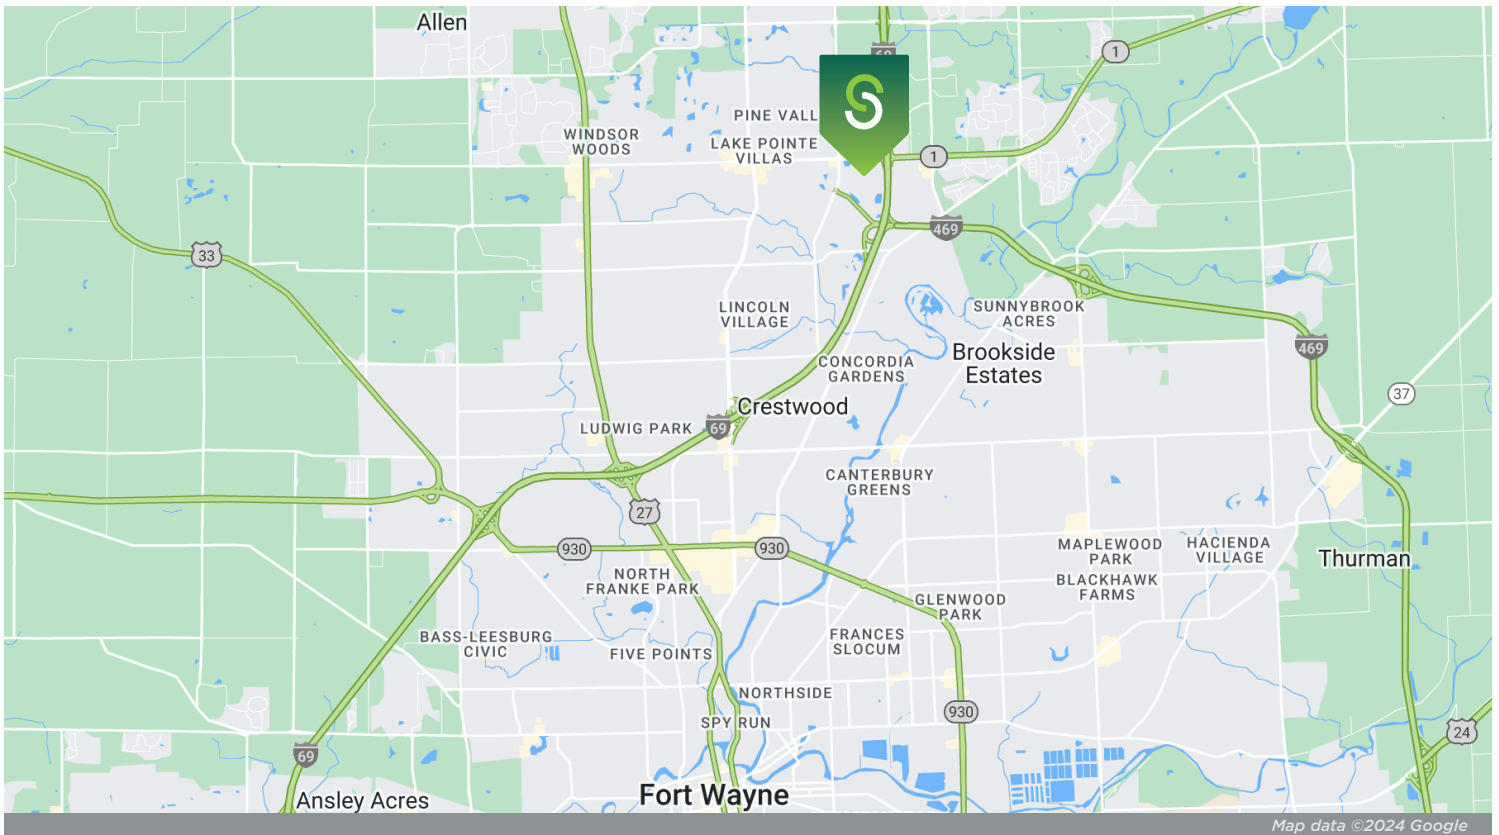 Allen
1
PINE VALL
WINDSOR
WOODS
LAKE POINTE
VILLAS
1
33
469
LINCOLN
VILLAGE
SUNNYBROOK
ACRES
469
Brookside
Estates
CONCORDIA
GARDENS
37
Crestwood
LUDWIG PARK
69
CANTERBURY
GREENS
27
930
930
MAPLEWOOD
PARK
HACIENDA
VILLAGE
Thurman
NORTH
FRANKE PARK
BLACKHAWK
FARMS
GLENWOOD
PARK
BASS-LEESBURG
CIVIC
FRANCES
SLOCUM
FIVE POINTS
NORTHSIDE
930
SPY RUN
24
69
Fort Wayne
Ansley Acres
Map data ©2024 Google